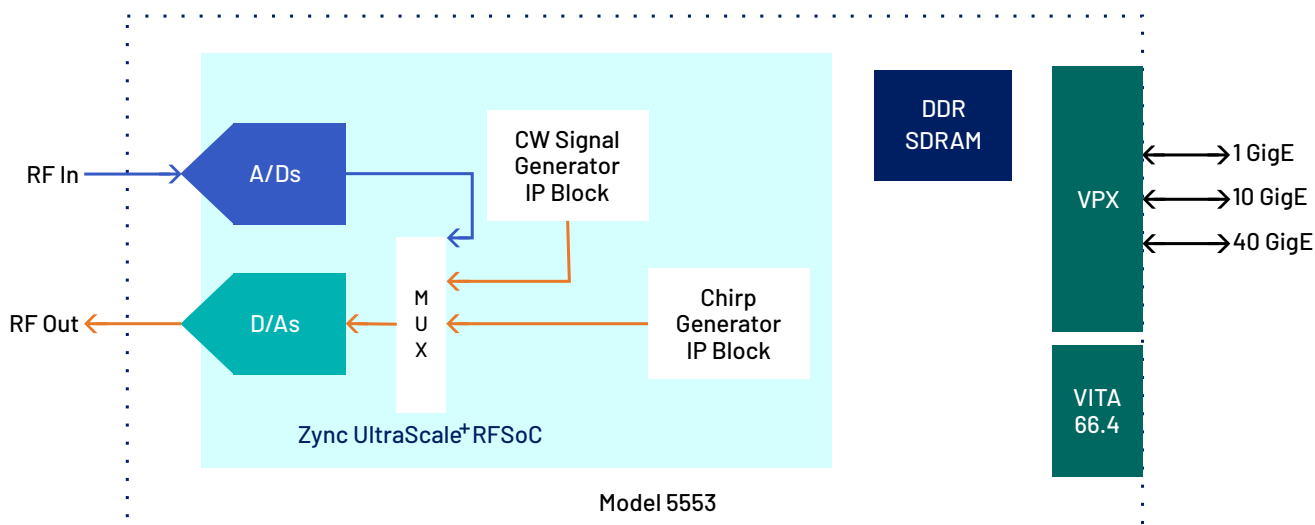 RF In
A/Ds
CW Signal
Generator
IP Block
DDR
SDRAM
VPX
1 GigE
10 GigE
40 GigE
RF Out
D/As
M
U
X
Chirp
Generator
IP Block
VITA
66.4
Zync UltraScale+ RFSoC
Model 5553